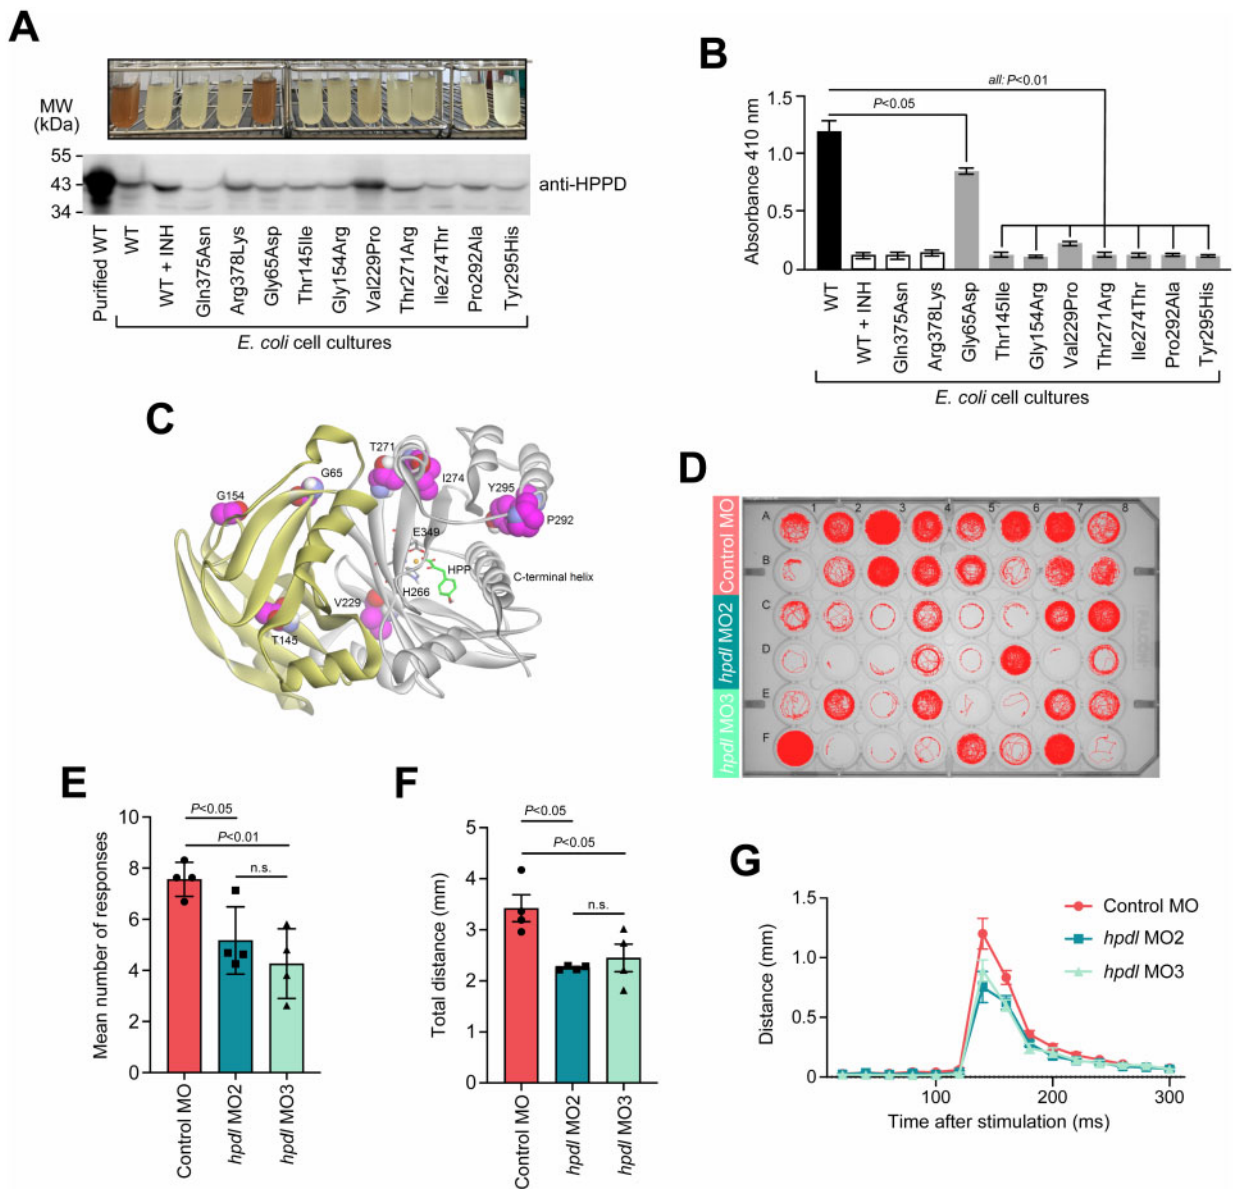 A
MW
(kDa)
55
43
34
anti-HPPD
Purified WT
WT
WT + INH
Gln375Asn
Arg378Lys
Gly65Asp
Thr145Ile
Gly154Arg
Val229Pro
Thr271Arg
Ile274Thr
Pro292Ala
Tyr295His
E. coli cell cultures
B
all: P<0.01
P<0.05
Absorbance 410 nm
1.5
1.0
0.5
0
WT
WT + INH
Gln375Asn
Arg378Lys
Gly65Asp
Thr145Ile
Gly154Arg
Val229Pro
Thr271Arg
Ile274Thr
Pro292Ala
Tyr295His
E. coli cell cultures
C
T271
G65
I274
G154
Y295
P292
E349
HPP
C-terminal helix
H266
V229
T145
D
Control MO
hpdl MO2
hpdl MO3
1 2 3 4 5 6 7 8
A
B
C
D
E
F
E
P<0.05
P<0.01
n.s.
Mean number of responses
10
8
6
4
2
0
Control MO
hpdl MO2
hpdl MO3
F
P<0.05
P<0.05
n.s.
Total distance (mm)
5
4
3
2
1
0
Control MO
hpdl MO2
hpdl MO3
G
Control MO
hpdl MO2
hpdl MO3
Distance (mm)
1.5
1.0
0.5
0
100 200 300
Time after stimulation (ms)